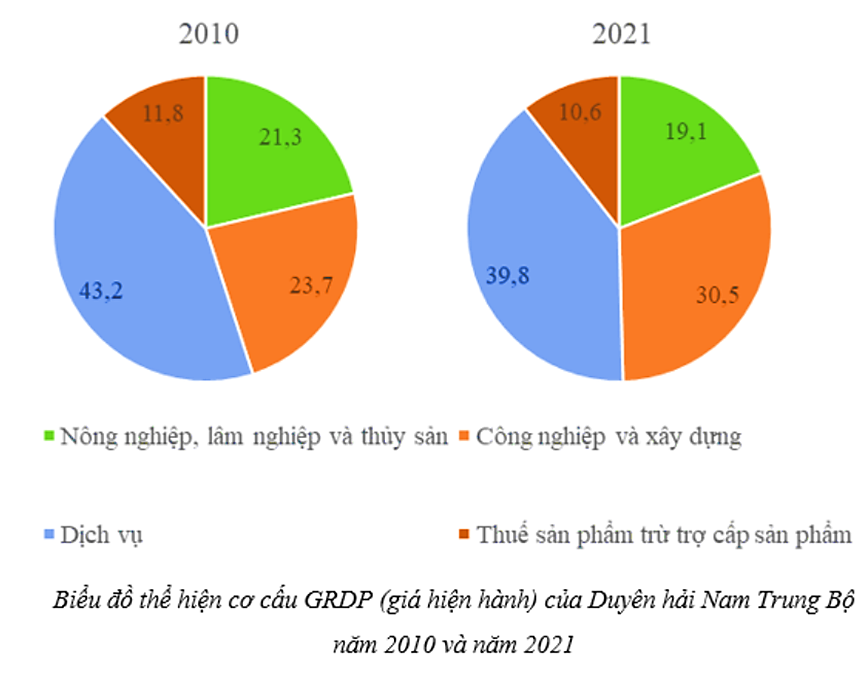 2010
2021
11,8
21,3
43,2
23,7
10,6
19,1
39,8
30,5
Nông nghiệp, lâm nghiệp và thủy sản
Công nghiệp và xây dựng
Dịch vụ
Thuế sản phẩm trừ trợ cấp sản phẩm
Biểu đồ thể hiện cơ cấu GRDP (giá hiện hành) của Duyên hải Nam Trung Bộ
năm 2010 và năm 2021